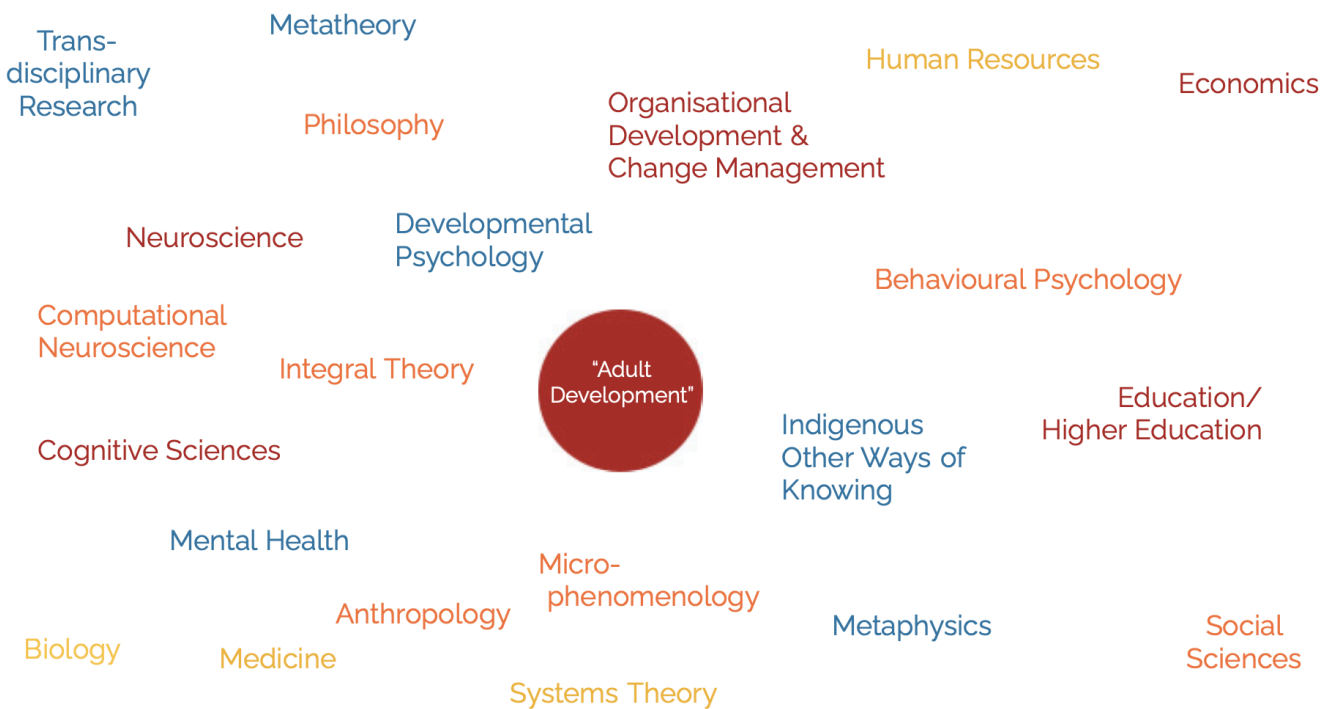 Metatheory
Trans-
disciplinary
Research
Human Resources
Economics
Organisational
Development &
Change Management
Philosophy
Neuroscience
Developmental
Psychology
Behavioural Psychology
Computational
Neuroscience
Integral Theory
“Adult
Development”
Education/
Higher Education
Indigenous
Other Ways of
Knowing
Cognitive Sciences
Mental Health
Micro-
phenomenology
Anthropology
Metaphysics
Social
Sciences
Biology
Medicine
Systems Theory